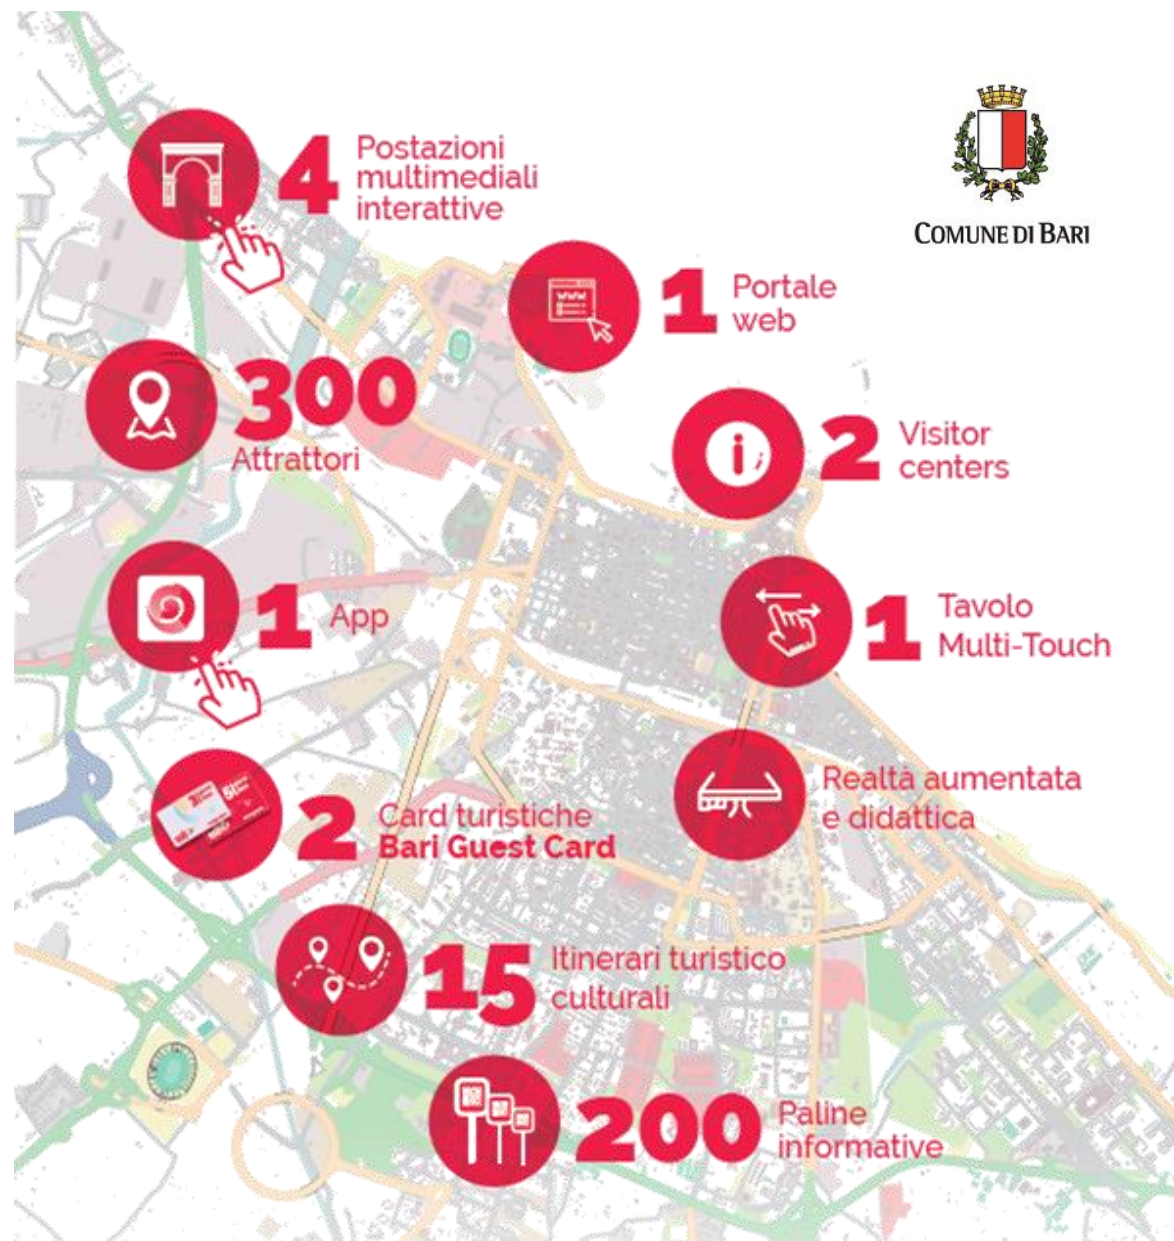 4
Postazioni
multimediali
interattive
COMUNE DI BARI
www
1
Portale
web
300
Attrattori
i
2
Visitor
centers
1
App
1
Tavolo
Multi-Touch
2
Card turistiche
Bari Guest Card
Realtà aumentata
e didattica
15
Itinerari turistico
culturali
200
Paline
informative